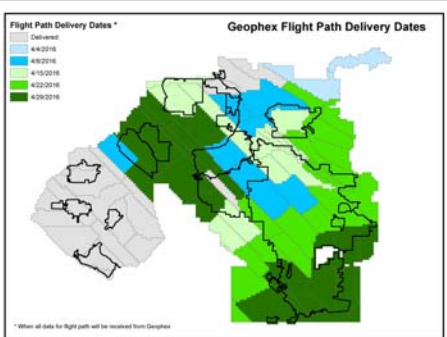 Flight Path Delivery Dates *
Delivered
4/4/2016
4/8/2016
4/15/2016
4/22/2016
4/29/2016
Geophex Flight Path Delivery Dates
* When all data for flight path will be received from Geophex